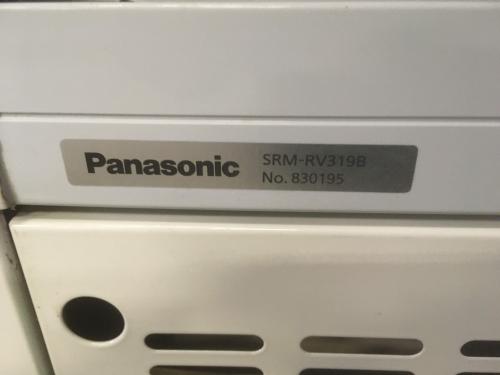 Panasonic
SRM-RV319B
No. 830195